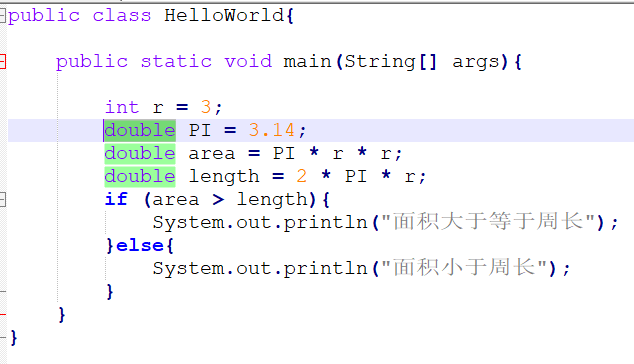 public class HelloWorld{
public static void main(String[] args){
int r = 3;
double PI = 3.14;
double area = PI * r * r;
double length = 2 * PI * r;
if (area > length){
System.out.println("面积大于等于周长");
}else{
System.out.println("面积小于周长");
}
}
}